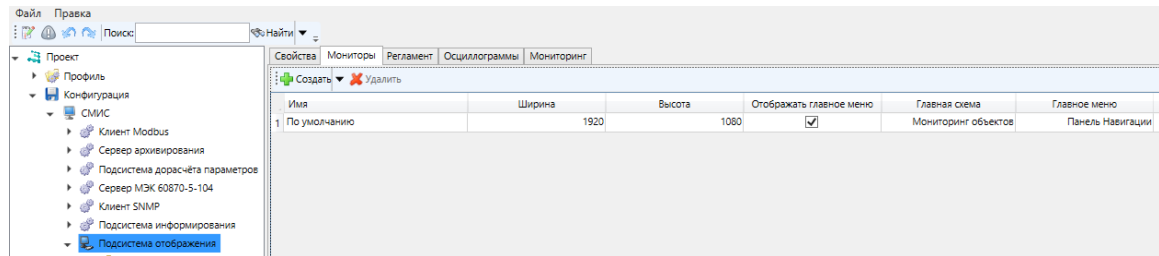 Файл Правка
Поиск: Найти
Проект
Профиль
Конфигурация
СМИС
Клиент Modbus
Сервер архивирования
Подсистема дорасчёта параметров
Сервер МЭК 60870-5-104
Клиент SNMP
Подсистема информирования
Подсистема отображения
Свойства Мониторы Регламент Осциллограммы Мониторинг
Создать Удалить
Имя Ширина Высота Отображать главное меню Главная схема Главное меню
1 По умолчанию 1920 1080 Мониторинг объектов Панель Навигации